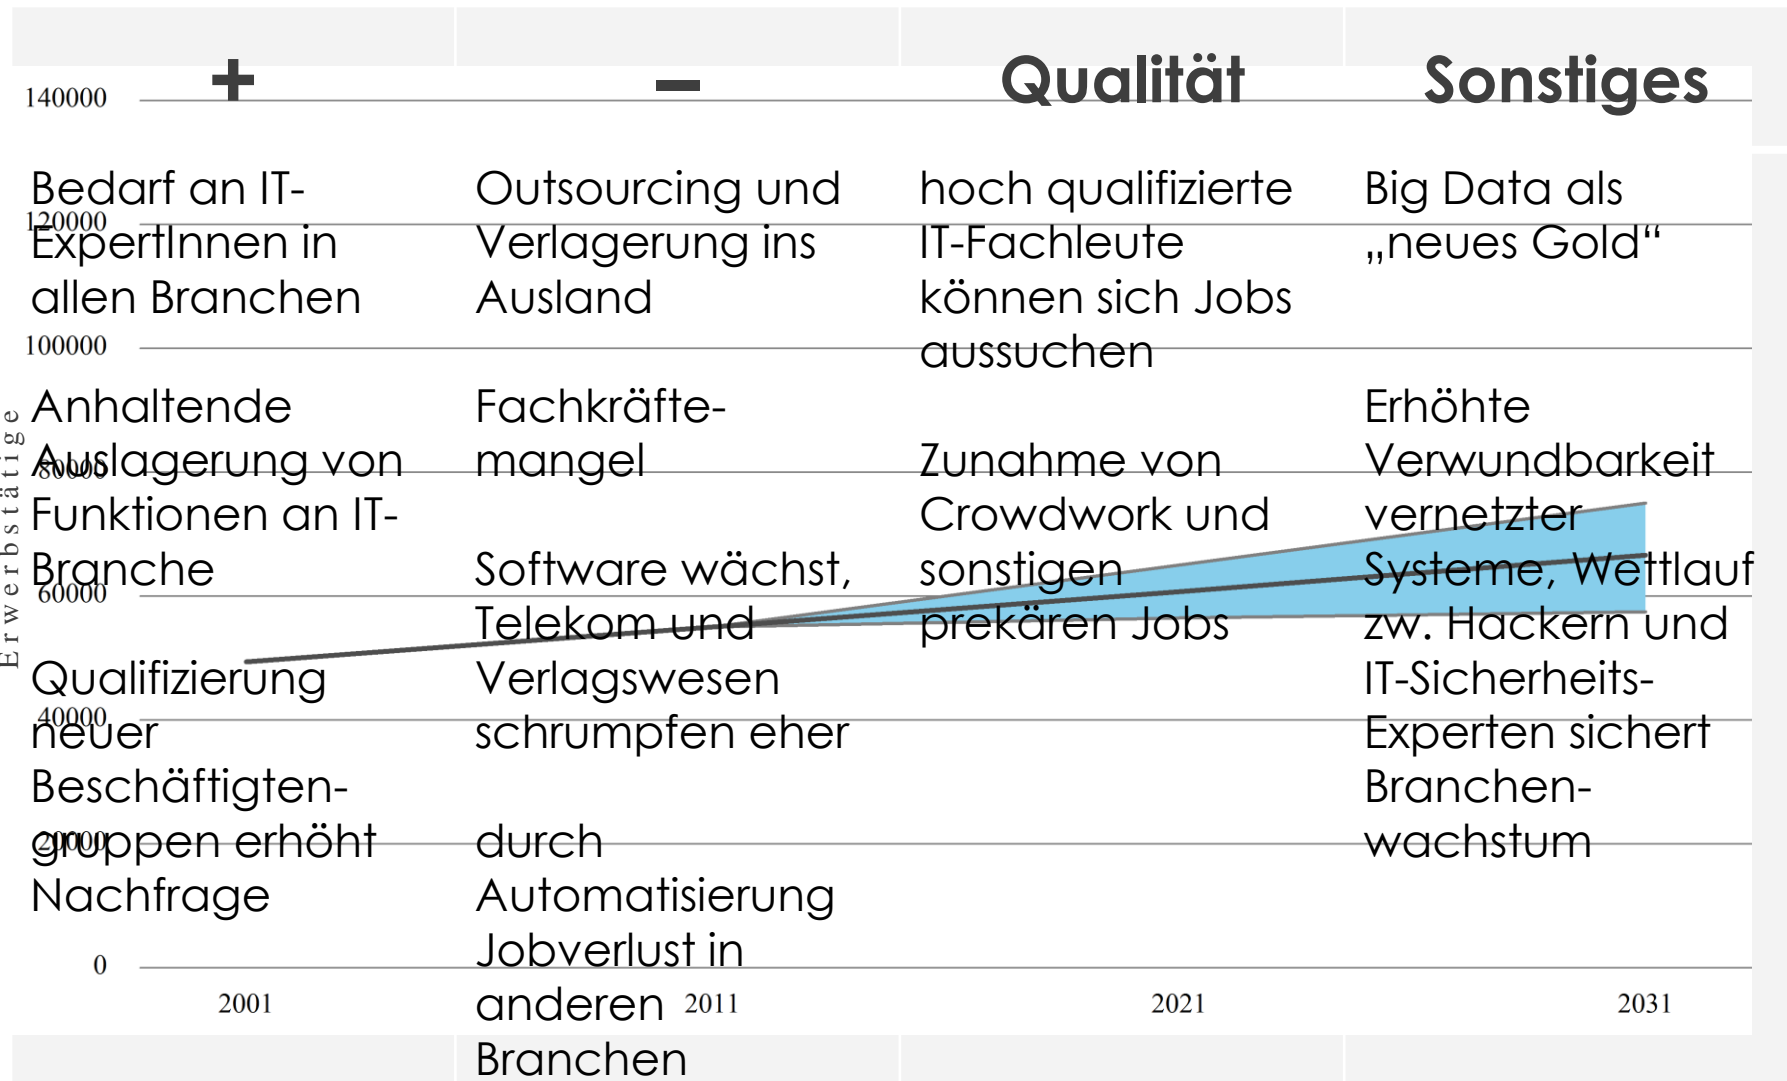 +
Bedarf an IT-
ExpertInnen in
allen Branchen
Anhaltende
Auslagerung von
Funktionen an IT-
Branche
Qualifizierung
neuer
Beschäftigten-
gruppen erhöht
Nachfrage
–
Outsourcing und
Verlagerung ins
Ausland
Fachkräfte-
mangel
Software wächst,
Telekom und
Verlagswesen
schrumpfen eher
durch
Automatisierung
Jobverlust in
anderen
Branchen
Qualität
hoch qualifizierte
IT-Fachleute
können sich Jobs
aussuchen
Zunahme von
Crowdwork und
sonstigen
prekären Jobs
Sonstiges
Big Data als
„neues Gold“
Erhöhte
Verwundbarkeit
vernetzter
Systeme, Wettlauf
zw. Hackern und
IT-Sicherheits-
Experten sichert
Branchen-
wachstum
Erwerbstätige
140000
120000
100000
80000
60000
40000
20000
0
2001
2011
2021
2031